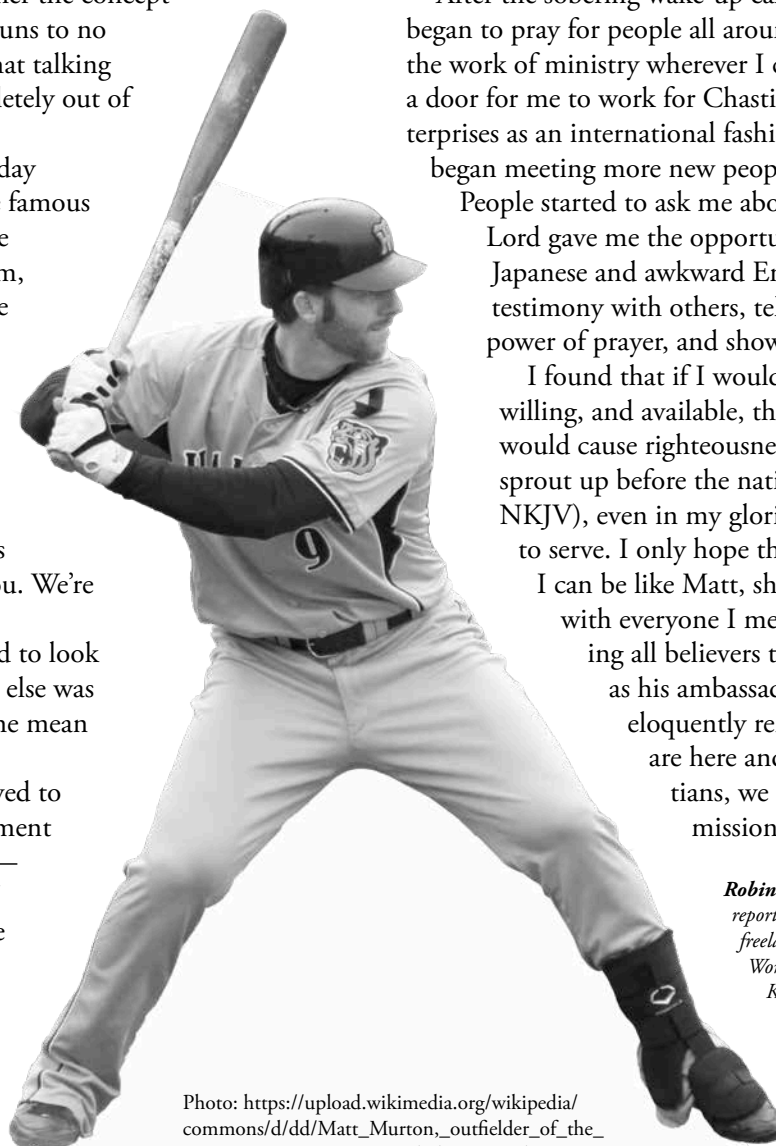 her the concept
uns to no
hat talking
letely out of
day
famous
e
m,
e
s
ou. We're
d to look
else was
he mean
ved to
ment
—
e
After the sobering wake-up cal
began to pray for people all aroun
the work of ministry wherever I c
a door for me to work for Chasti
terprises as an international fashi
began meeting more new peop
People started to ask me abo
Lord gave me the opportu
Japanese and awkward En
testimony with others, tel
power of prayer, and show
I found that if I would
willing, and available, th
would cause righteousne
sprout up before the nati
NKJV), even in my glori
to serve. I only hope th
I can be like Matt, sh
with everyone I me
ing all believers t
as his ambassad
eloquently re
are here and
tians, we
mission
Robin
report
freela
Wor
K
9
Photo: https://upload.wikimedia.org/wikipedia/
commons/d/dd/Matt_Murton,_outfielder_of_the_